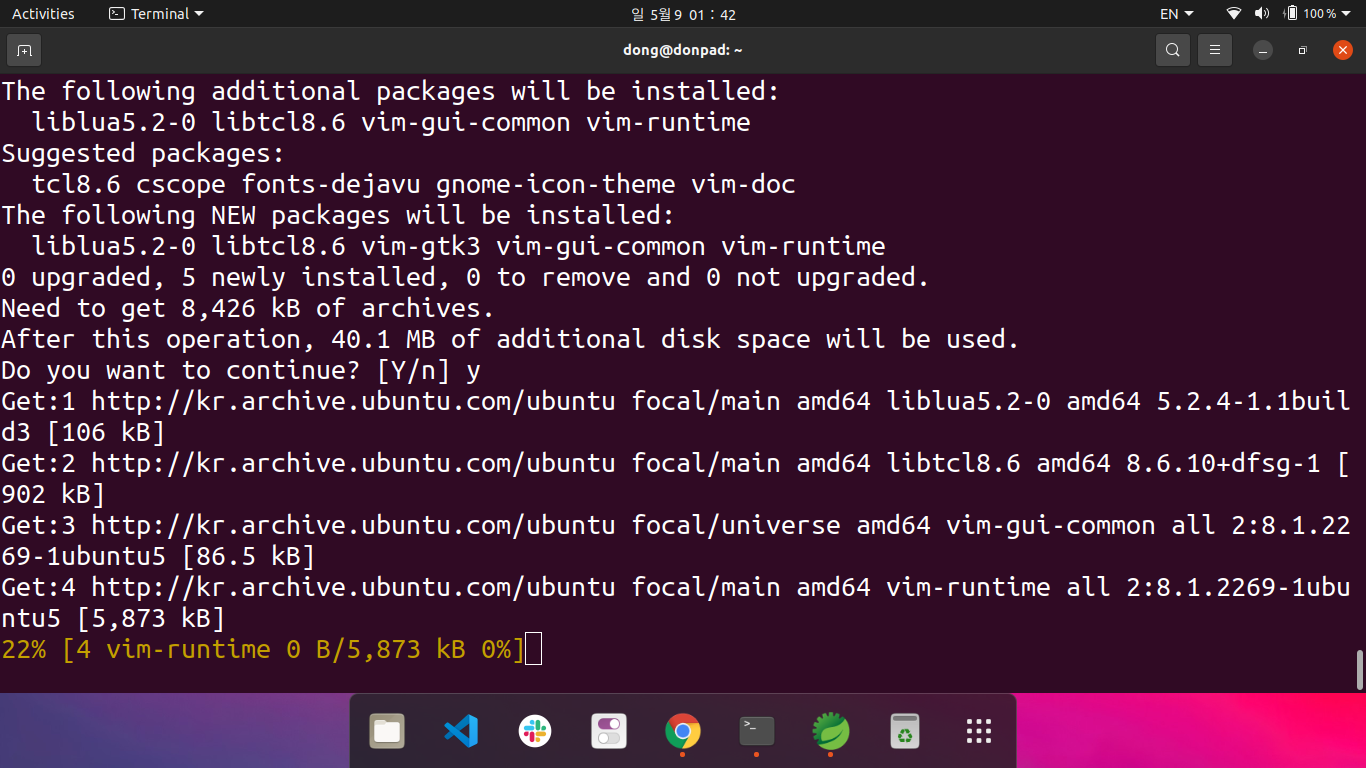 Activities Terminal 일 5월 9 01 : 42 EN 100 %
dong@donpad: ~
The following additional packages will be installed:
  liblua5.2-0 libtcl8.6 vim-gui-common vim-runtime
Suggested packages:
  tcl8.6 cscope fonts-dejavu gnome-icon-theme vim-doc
The following NEW packages will be installed:
  liblua5.2-0 libtcl8.6 vim-gtk3 vim-gui-common vim-runtime
0 upgraded, 5 newly installed, 0 to remove and 0 not upgraded.
Need to get 8,426 kB of archives.
After this operation, 40.1 MB of additional disk space will be used.
Do you want to continue? [Y/n] y
Get:1 http://kr.archive.ubuntu.com/ubuntu focal/main amd64 liblua5.2-0 amd64 5.2.4-1.1buil
d3 [106 kB]
Get:2 http://kr.archive.ubuntu.com/ubuntu focal/main amd64 libtcl8.6 amd64 8.6.10+dfsg-1 [
902 kB]
Get:3 http://kr.archive.ubuntu.com/ubuntu focal/universe amd64 vim-gui-common all 2:8.1.22
69-1ubuntu5 [86.5 kB]
Get:4 http://kr.archive.ubuntu.com/ubuntu focal/main amd64 vim-runtime all 2:8.1.2269-1ubu
ntu5 [5,873 kB]
22% [4 vim-runtime 0 B/5,873 kB 0%]
>_